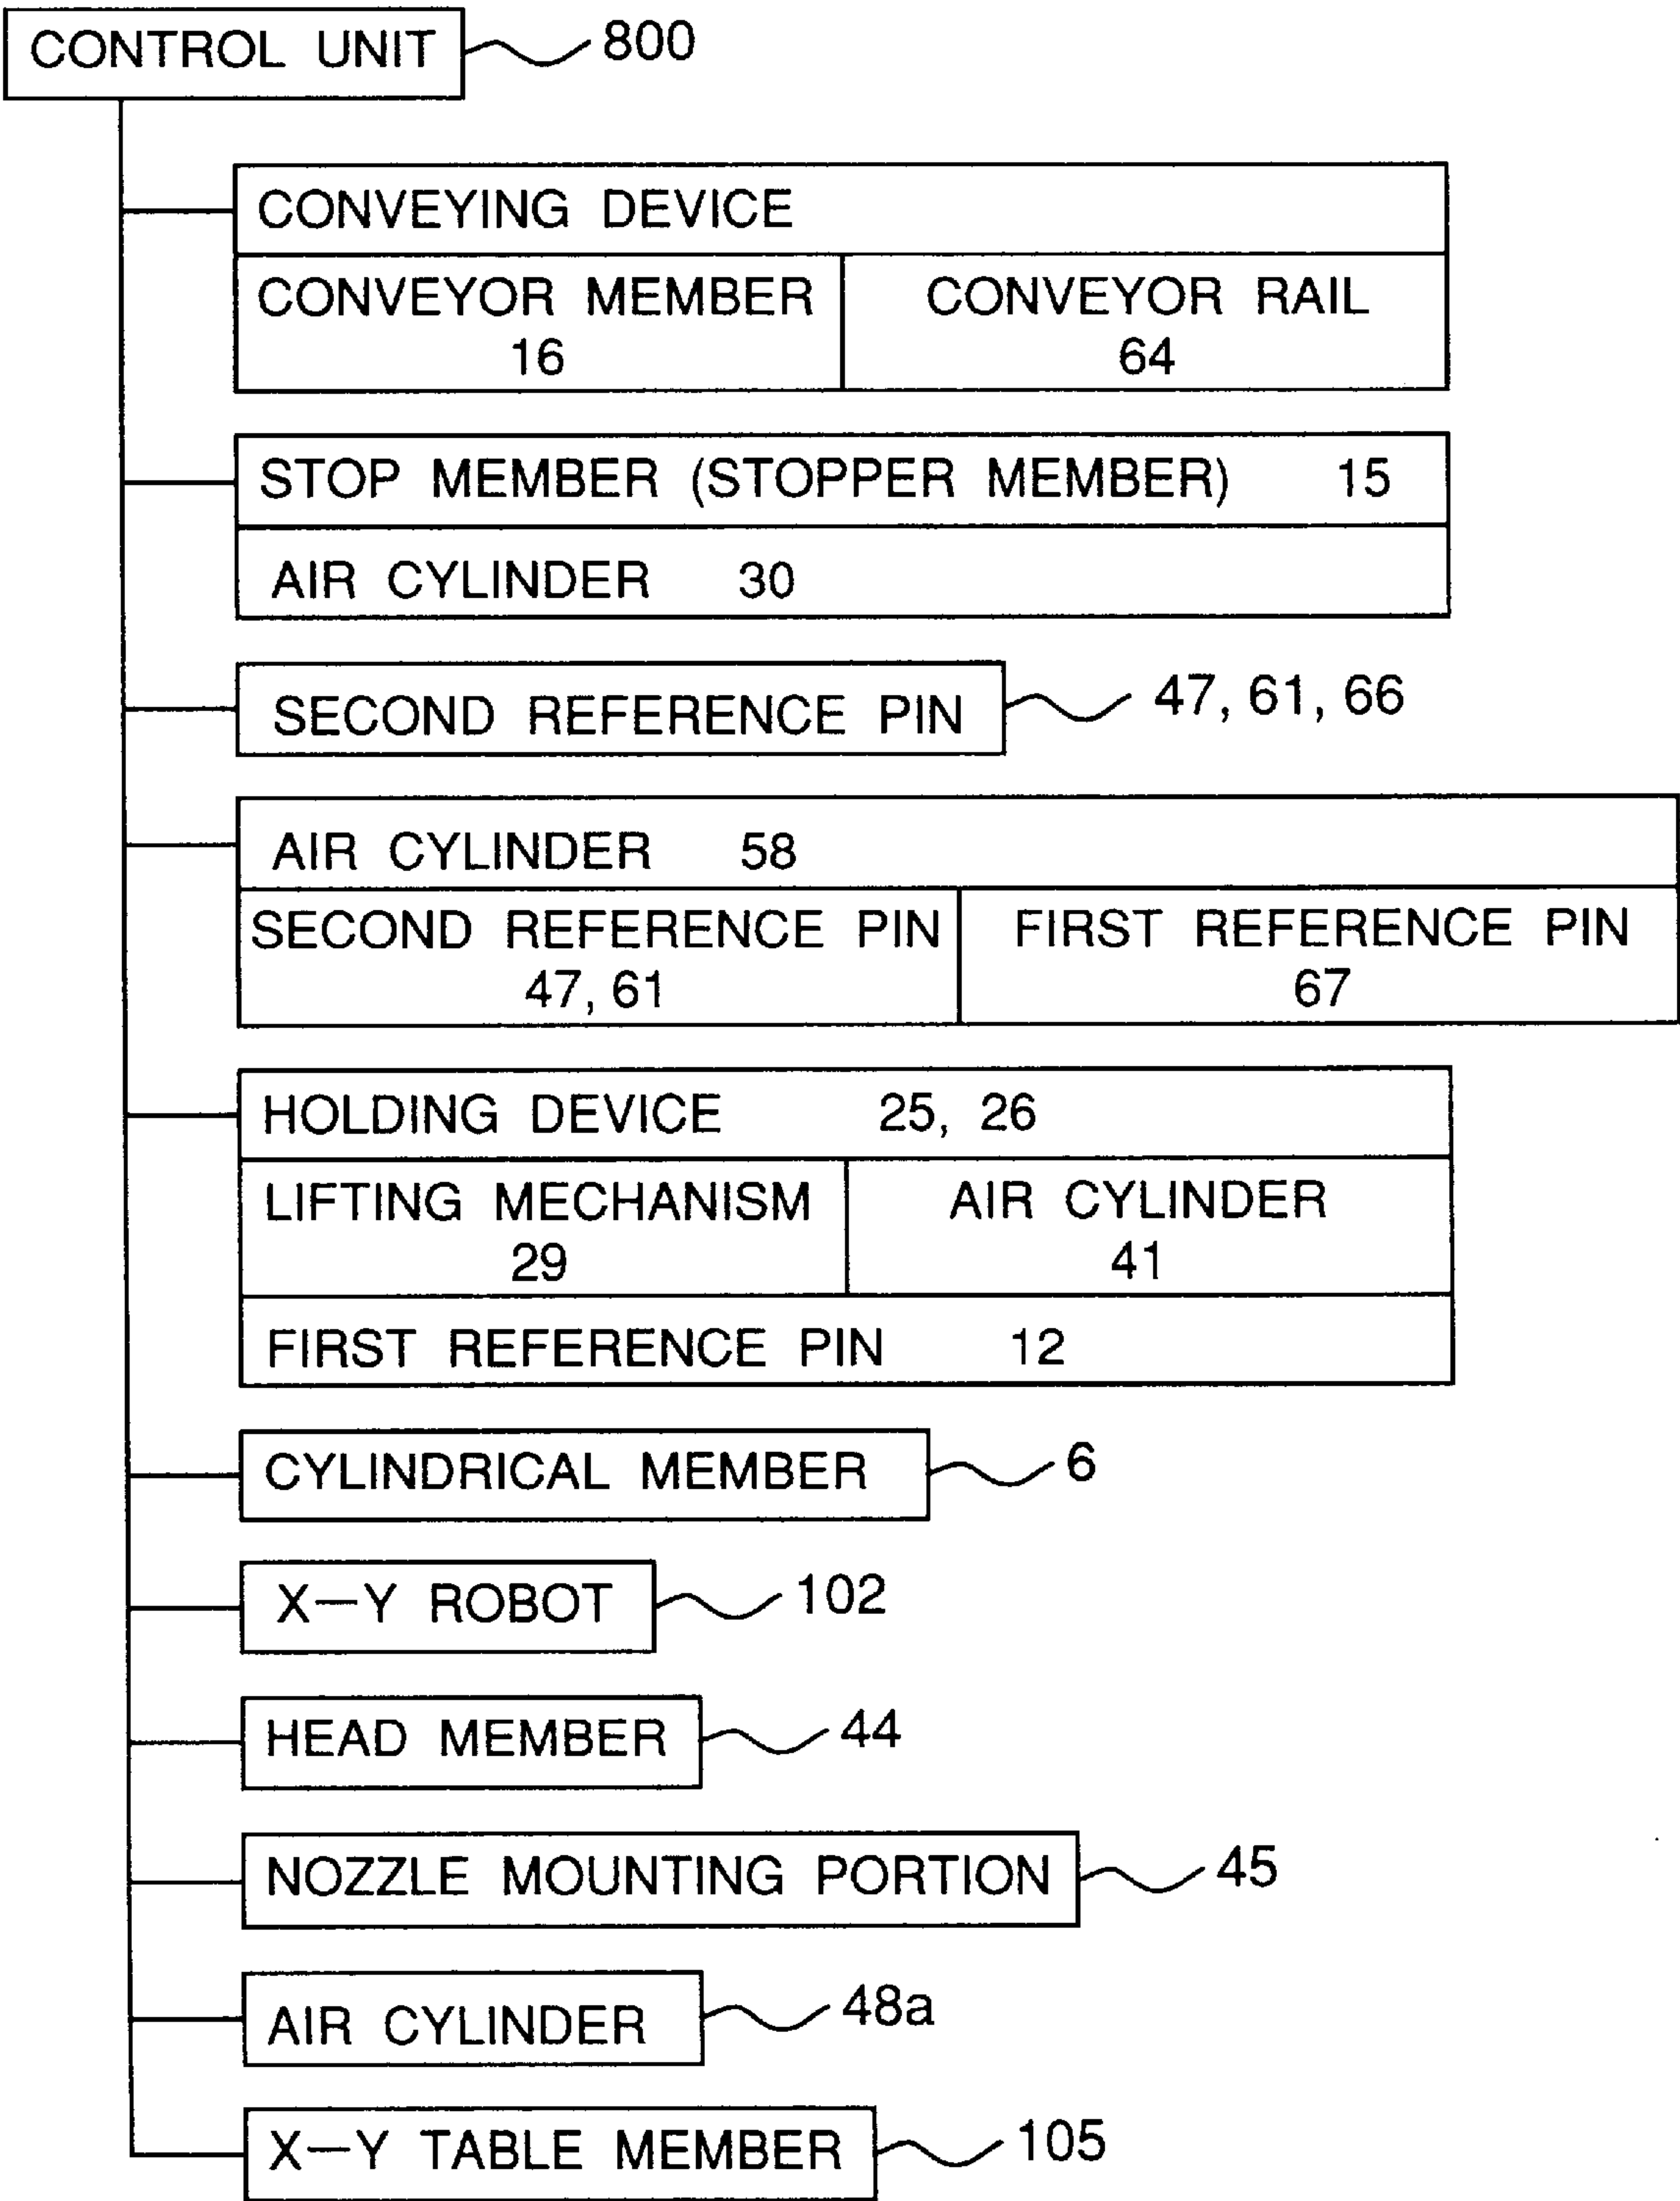 CONTROL UNIT 800
CONVEYING DEVICE
CONVEYOR MEMBER
16
CONVEYOR RAIL
64
STOP MEMBER (STOPPER MEMBER) 15
AIR CYLINDER 30
SECOND REFERENCE PIN 47, 61, 66
AIR CYLINDER 58
SECOND REFERENCE PIN
47, 61
FIRST REFERENCE PIN
67
HOLDING DEVICE 25, 26
LIFTING MECHANISM
29
AIR CYLINDER
41
FIRST REFERENCE PIN 12
CYLINDRICAL MEMBER 6
X-Y ROBOT 102
HEAD MEMBER 44
NOZZLE MOUNTING PORTION 45
AIR CYLINDER 48a
X-Y TABLE MEMBER 105